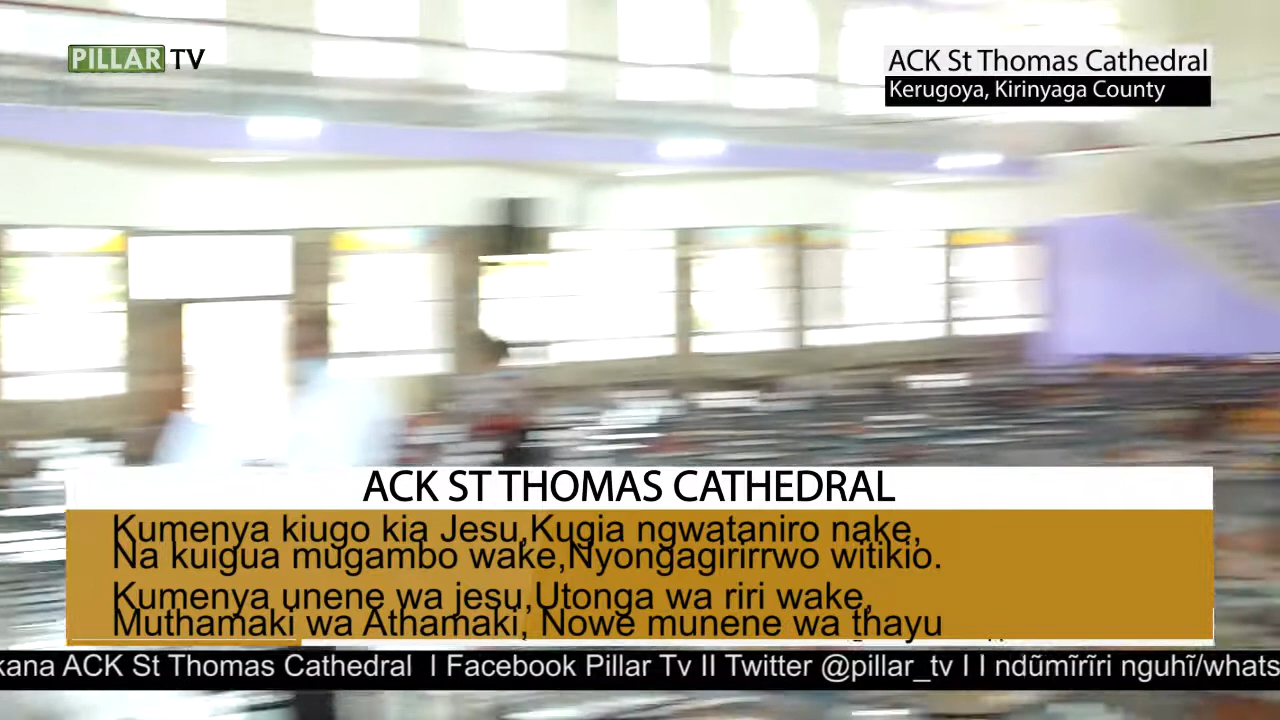 PILLAR TV
ACK St Thomas Cathedral
Kerugoya, Kirinyaga County
ACK ST THOMAS CATHEDRAL
Kumenya kiugo kia Jesu,Kugia ngwataniro nake,
Na kuigua mugambo wake,Nyongagirirrwo witikio.
Kumenya unene wa jesu,Utonga wa riri wake,
Muthamaki wa Athamaki, Nowe munene wa thayu
kana ACK St Thomas Cathedral I Facebook Pillar Tv II Twitter @pillar_tv I I ndũmĩrĩri nguhĩ/whats